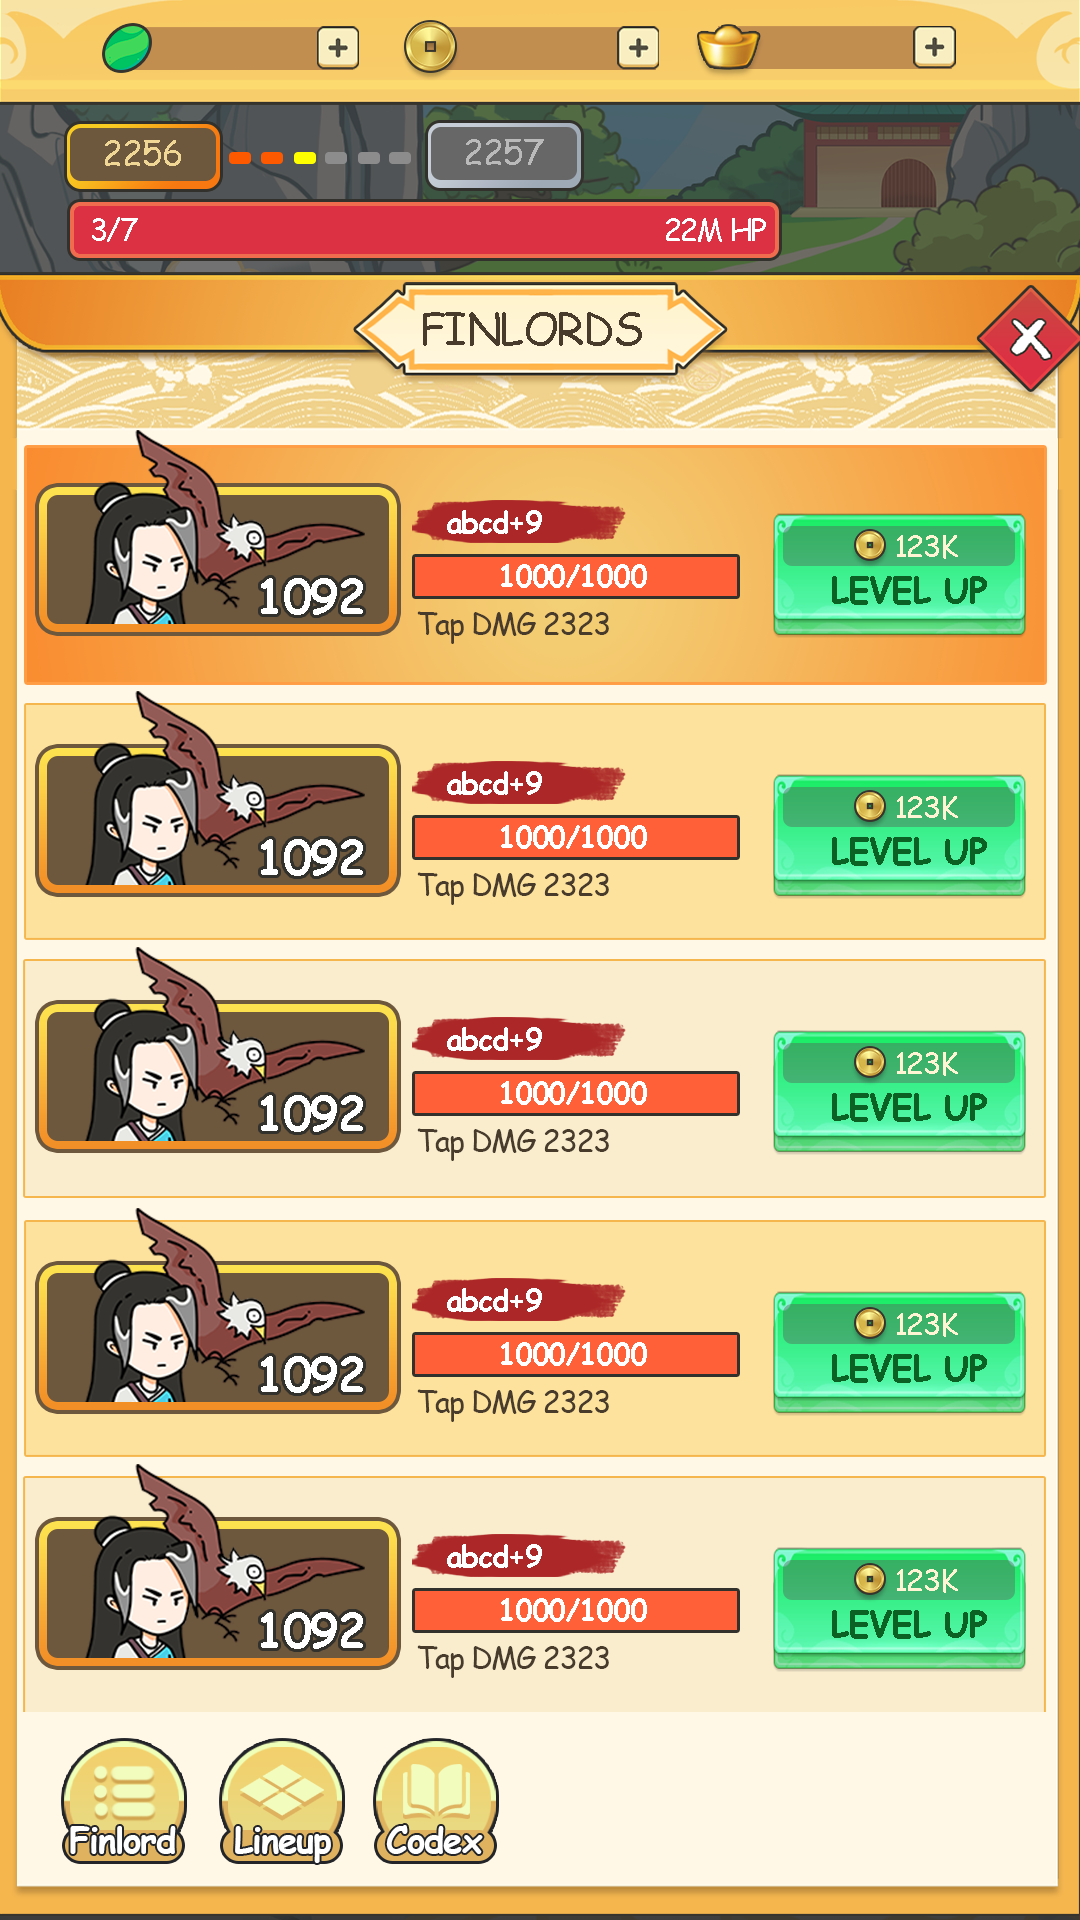 2256
2257
3/7
22M HP
FINLORDS
abcd+9
1000/1000
123K
1092
Tap DMG 2323
LEVEL UP
abcd+9
1000/1000
123K
1092
Tap DMG 2323
LEVEL UP
abcd+9
1000/1000
123K
1092
Tap DMG 2323
LEVEL UP
abcd+9
1000/1000
123K
1092
Tap DMG 2323
LEVEL UP
abcd+9
1000/1000
123K
1092
Tap DMG 2323
LEVEL UP
Finlord
Lineup
Codex